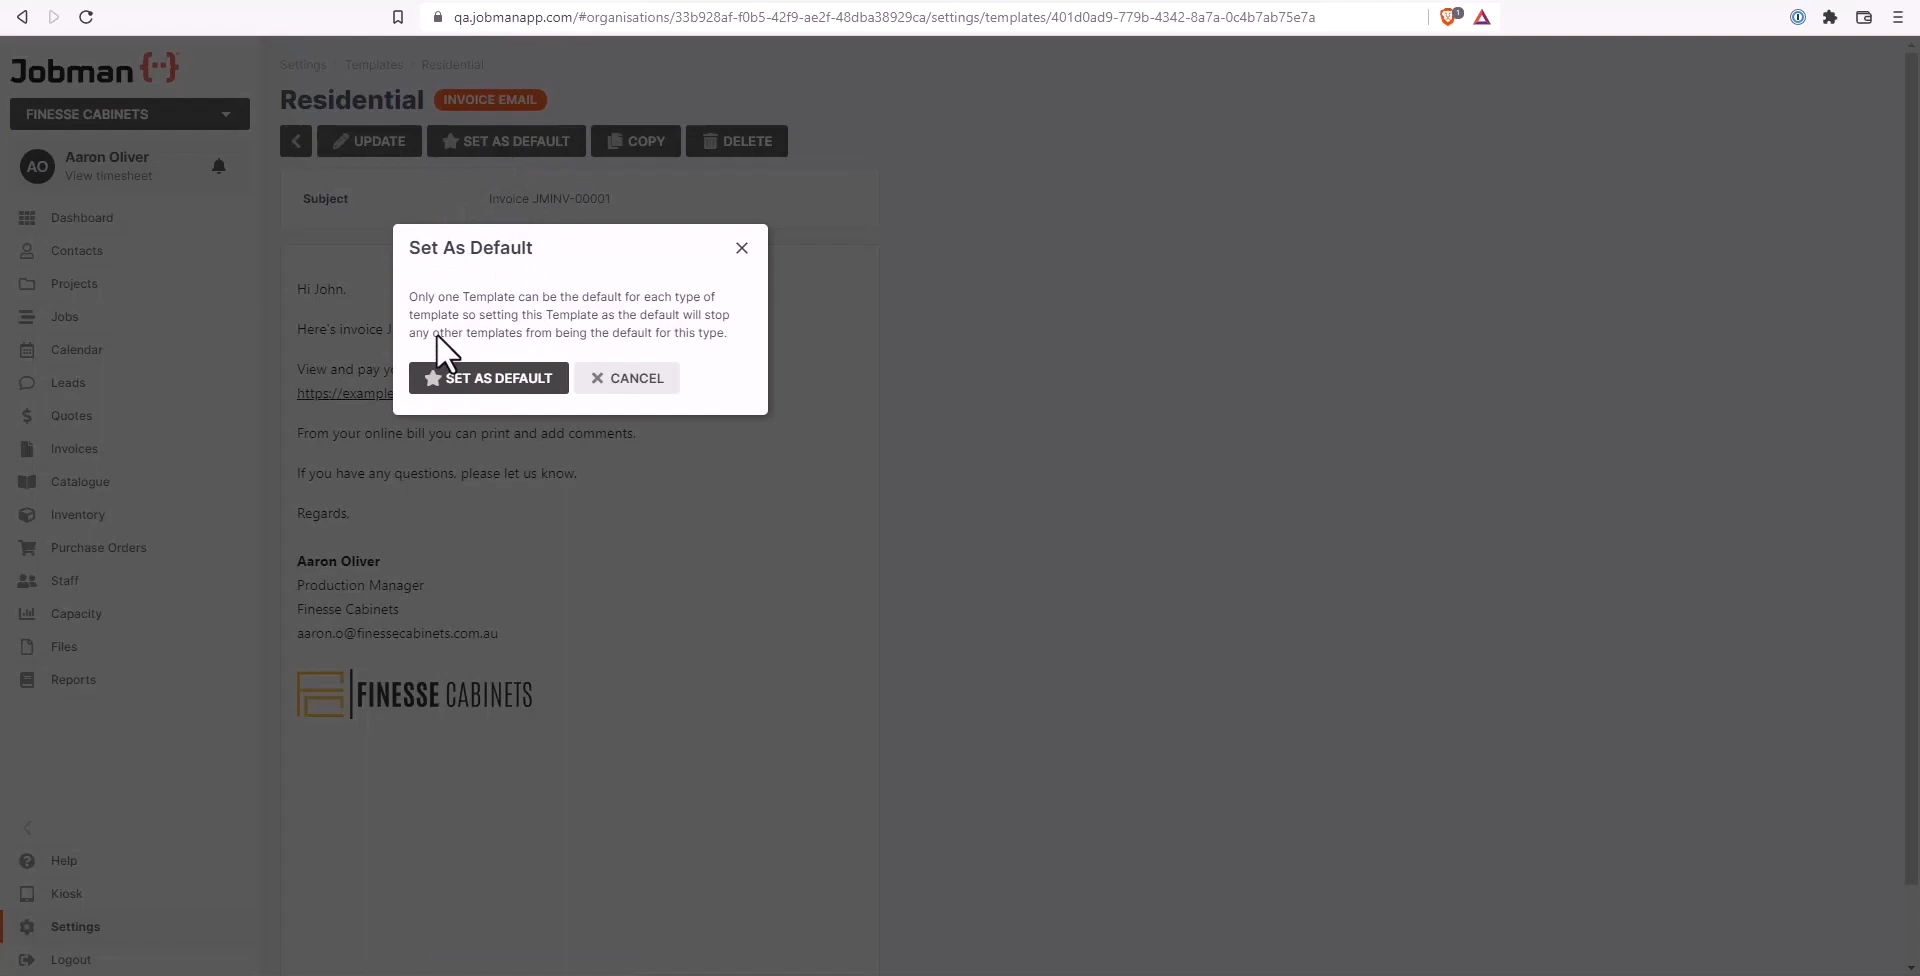 qa.jobmanapp.com/#organisations/33b928af-f0b5-42f9-ae2f-48dba38929ca/settings/templates/401d0ad9-779b-4342-8a7a-0c4b7ab75e7a
1
Jobman {··}
FINESSE CABINETS
AO
Aaron Oliver
View timesheet
Dashboard
Contacts
Projects
Jobs
Calendar
Leads
Quotes
Invoices
Catalogue
Inventory
Purchase Orders
Staff
Capacity
Files
Reports
Help
Kiosk
Settings
Logout
Settings Templates Residential
Residential INVOICE EMAIL
UPDATE SET AS DEFAULT COPY DELETE
Subject Invoice JMINV-00001
Set As Default
Only one Template can be the default for each type of
template so setting this Template as the default will stop
any other templates from being the default for this type.
SET AS DEFAULT CANCEL
Hi John,
Here's invoice
View and pay
https://example
From your online bill you can print and add comments.
If you have any questions, please let us know.
Regards,
Aaron Oliver
Production Manager
Finesse Cabinets
aaron.o@finessecabinets.com.au
FINESSE CABINETS